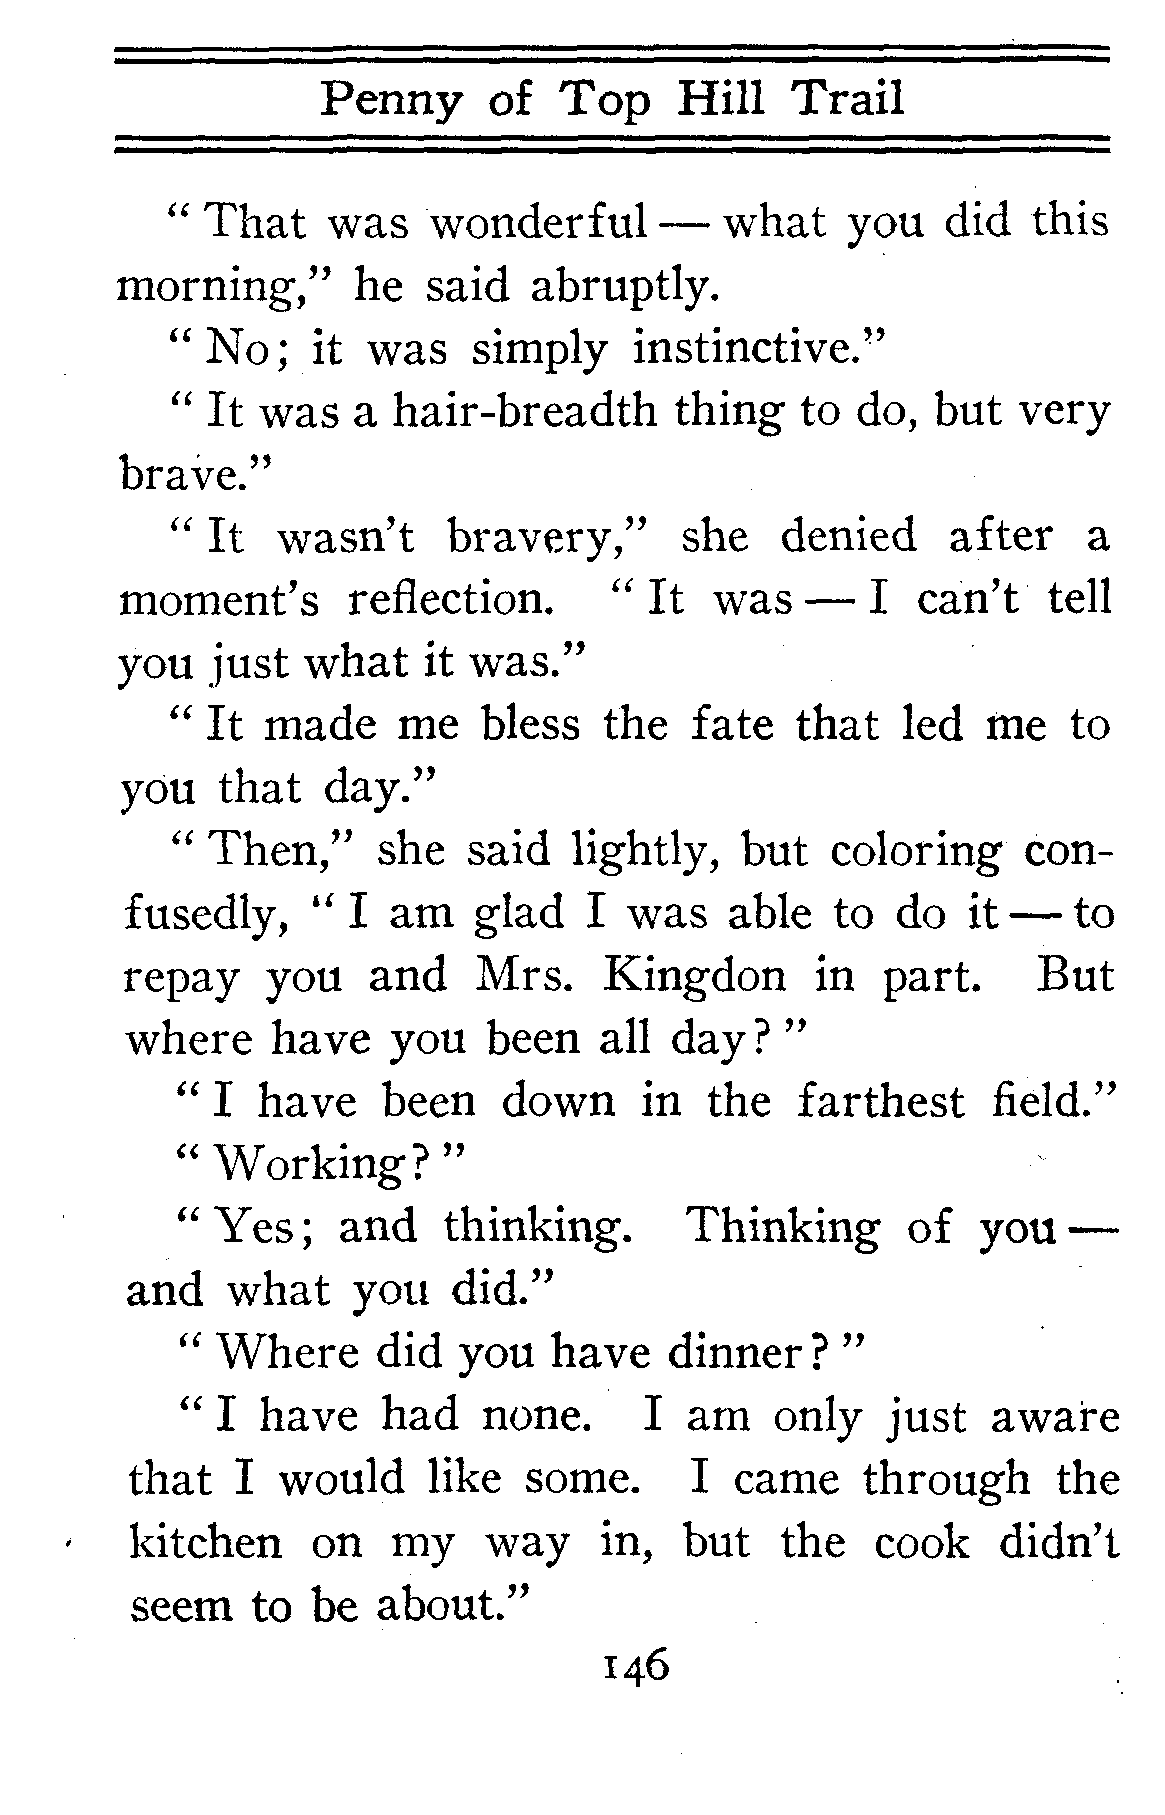 Penny of Top Hill Trail
“ That was wonderful — what you did this
morning,” he said abruptly.
“ No; it was simply instinctive.”
“ It was a hair-breadth thing to do, but very
brave.”
“ It wasn't bravery,” she denied after a
moment's reflection. “ It was — I can't tell
you just what it was.”
“ It made me bless the fate that led me to
you that day.”
“ Then,” she said lightly, but coloring con-
fusedly, “ I am glad I was able to do it — to
repay you and Mrs. Kingdon in part. But
where have you been all day? ”
“ I have been down in the farthest field.”
“ Working? ”
“ Yes; and thinking. Thinking of you —
and what you did.”
“ Where did you have dinner? ”
“ I have had none. I am only just aware
that I would like some. I came through the
kitchen on my way in, but the cook didn't
seem to be about.”
146